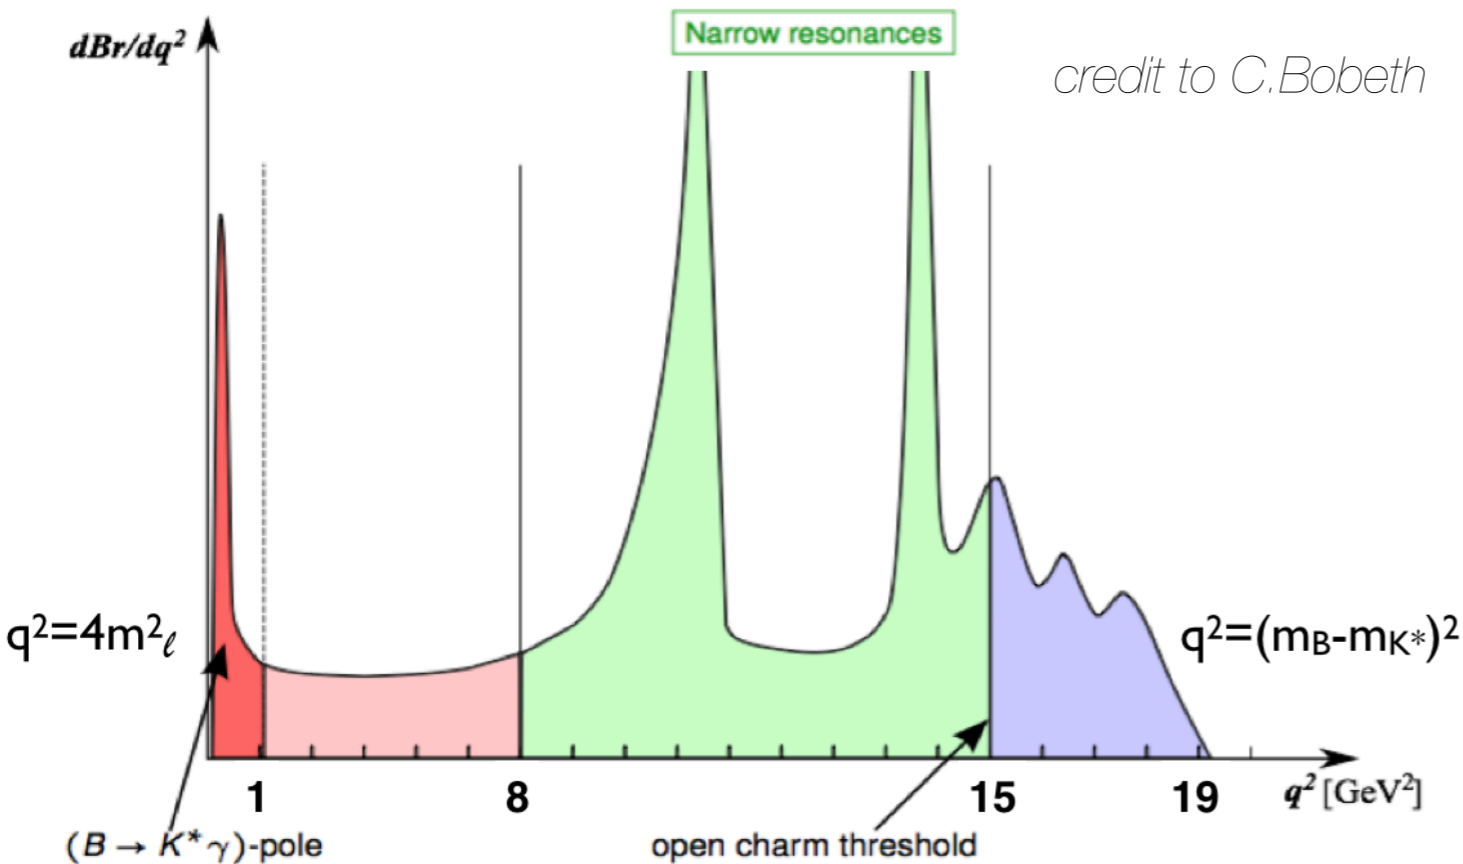 Narrow resonances
dBr/dq²
credit to C.Bobeth
q²=4m²ℓ
q²=(mB-mK*)²
1 8 15 19 q² [GeV²]
(B → K* γ)-pole
open charm threshold